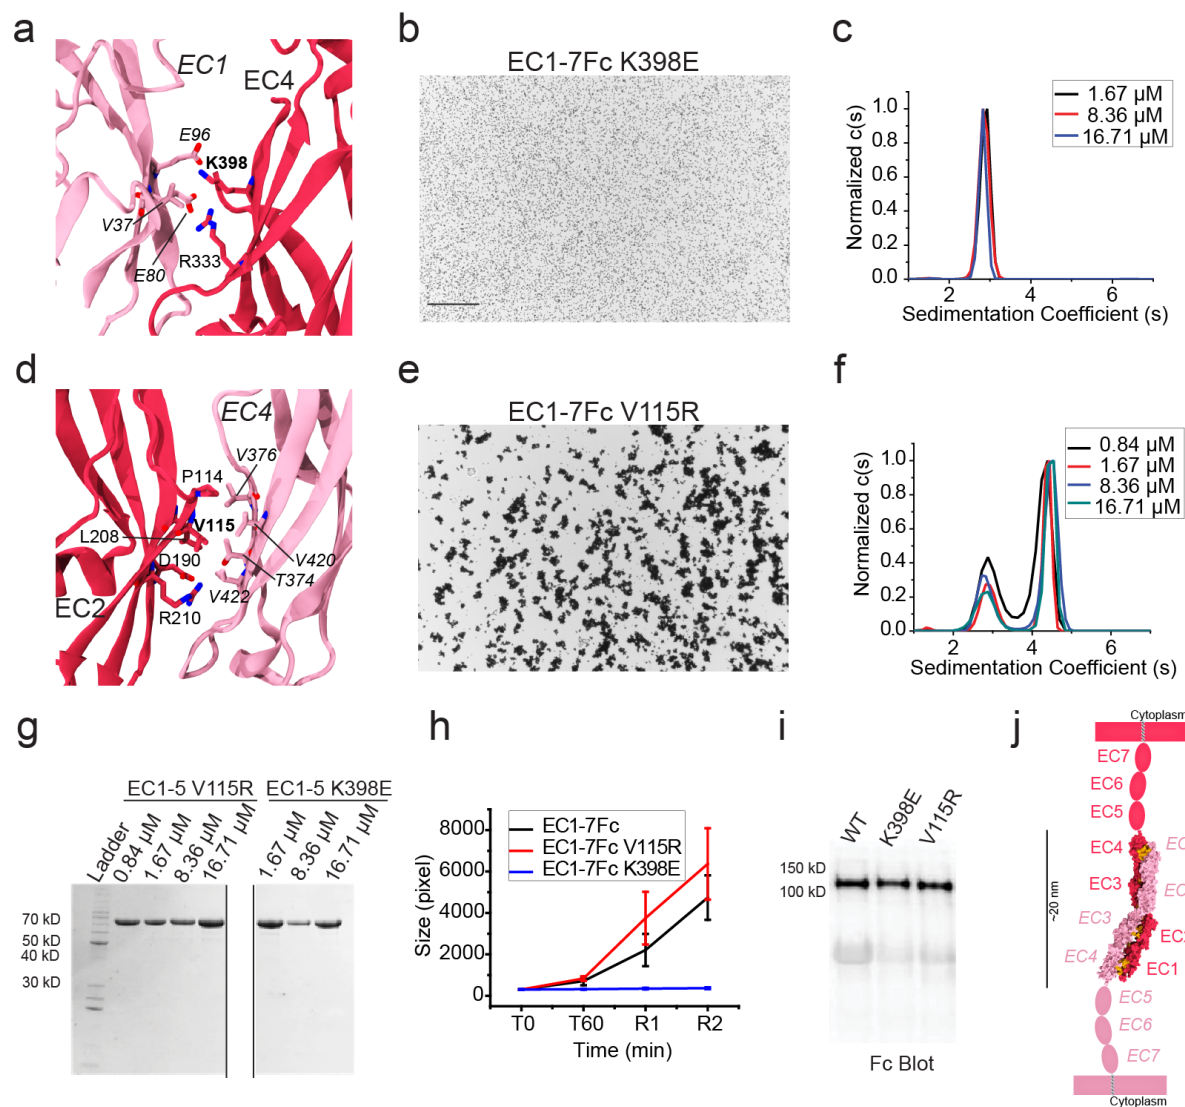 a
EC1
EC4
E96
K398
V37
E80
R333
b
EC1-7Fc K398E
c
1.67 µM
8.36 µM
16.71 µM
Normalized c(s)
1.0
0.8
0.6
0.4
0.2
0.0
2 4 6
Sedimentation Coefficient (s)
d
EC4
V376
P114
V115
L208
D190
V420
T374
EC2
V422
R210
e
EC1-7Fc V115R
f
0.84 µM
1.67 µM
8.36 µM
16.71 µM
Normalized c(s)
1.0
0.8
0.6
0.4
0.2
0.0
2 4 6
Sedimentation Coefficient (s)
g
EC1-5 V115R EC1-5 K398E
Ladder 0.84 µM 1.67 µM 8.36 µM 16.71 µM 1.67 µM 8.36 µM 16.71 µM
70 kD
50 kD
40 kD
30 kD
h
EC1-7Fc
EC1-7Fc V115R
EC1-7Fc K398E
Size (pixel)
8000
6000
4000
2000
0
T0 T60 R1 R2
Time (min)
i
WT K398E V115R
150 kD
100 kD
Fc Blot
j
Cytoplasm
EC7
EC6
EC5
EC4
EC3
~20 nm
EC3
EC4
EC1
EC5
EC6
EC7
Cytoplasm